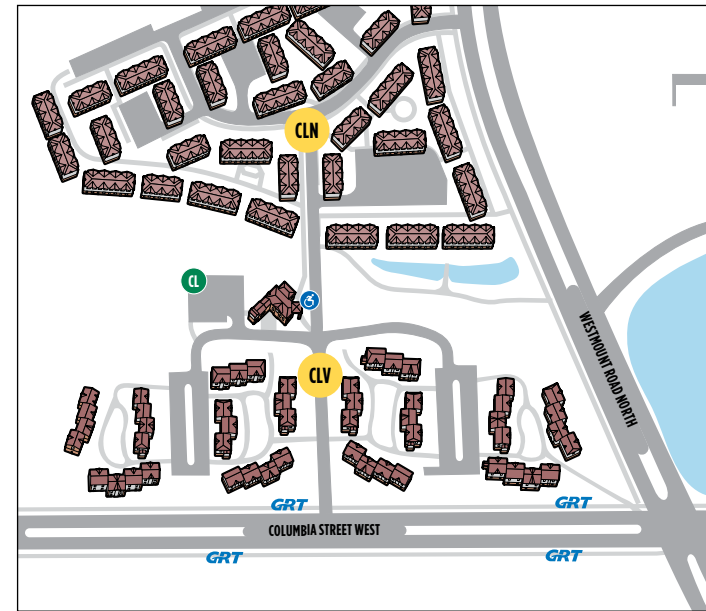 CLN
CL
WESTMOUNT ROAD NORTH
CLV
GRT
GRT
COLUMBIA STREET WEST
GRT
GRT